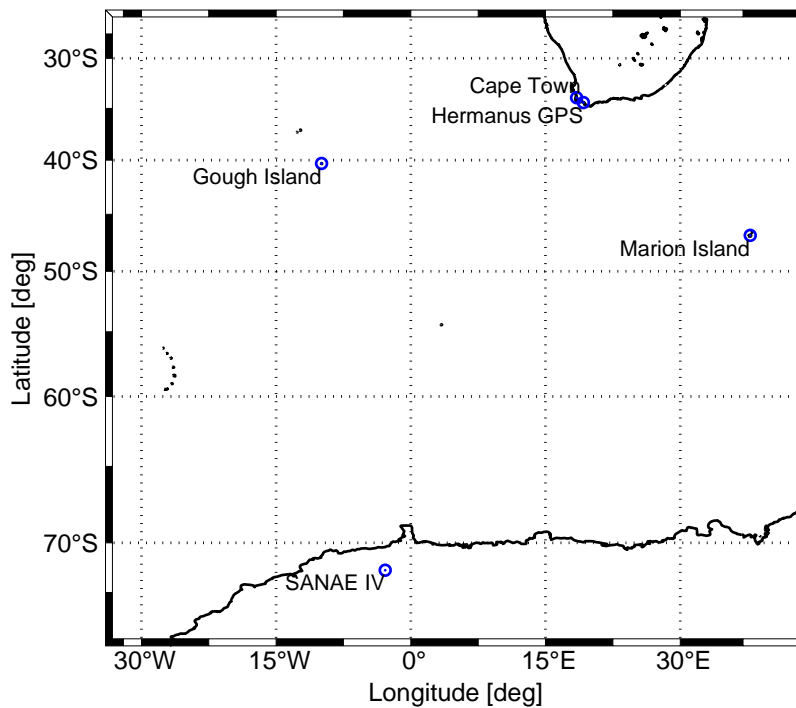 30°S
Cape Town
Hermanus GPS
40°S
Gough Island
Marion Island
50°S
Latitude [deg]
60°S
70°S
SANAE IV
30°W 15°W 0° 15°E 30°E
Longitude [deg]